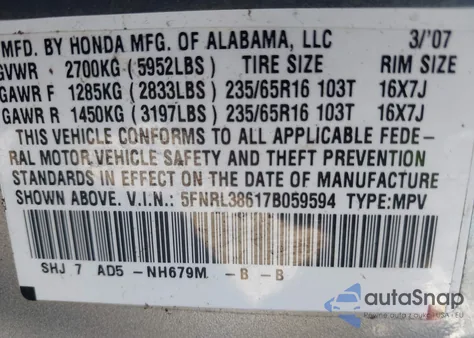 MFD. BY HONDA MFG. OF ALABAMA, LLC 3/'07
GVWR 2700KG (5952LBS) TIRE SIZE RIM SIZE
GAWR F 1285KG (2833LBS) 235/65R16 103T 16X7J
GAWR R 1450KG (3197LBS) 235/65R16 103T 16X7J
THIS VEHICLE CONFORMS TO ALL APPLICABLE FEDE-
RAL MOTOR VEHICLE SAFETY AND THEFT PREVENTION
STANDARDS IN EFFECT ON THE DATE OF MANUFACTURE
SHOWN ABOVE. V.I.N.: 5FNRL38617B059594 TYPE:MPV
SHJ 7 AD5 -NH679M -B -B
autoSnap